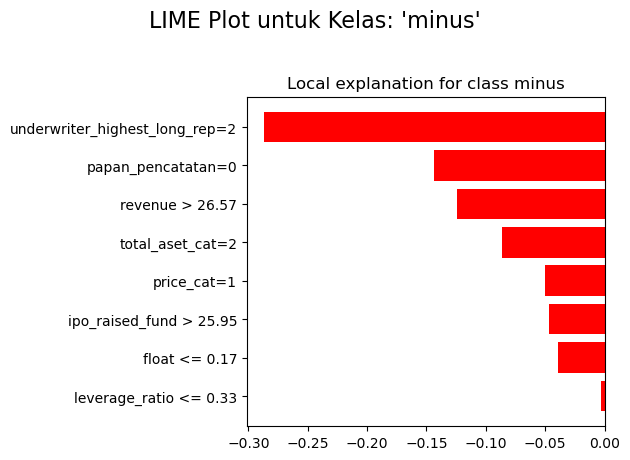 LIME Plot untuk Kelas: 'minus'
Local explanation for class minus
underwriter_highest_long_rep=2
papan_pencatatan=0
revenue > 26.57
total_aset_cat=2
price_cat=1
ipo_raised_fund > 25.95
float <= 0.17
leverage_ratio <= 0.33
−0.30 −0.25 −0.20 −0.15 −0.10 −0.05 0.00